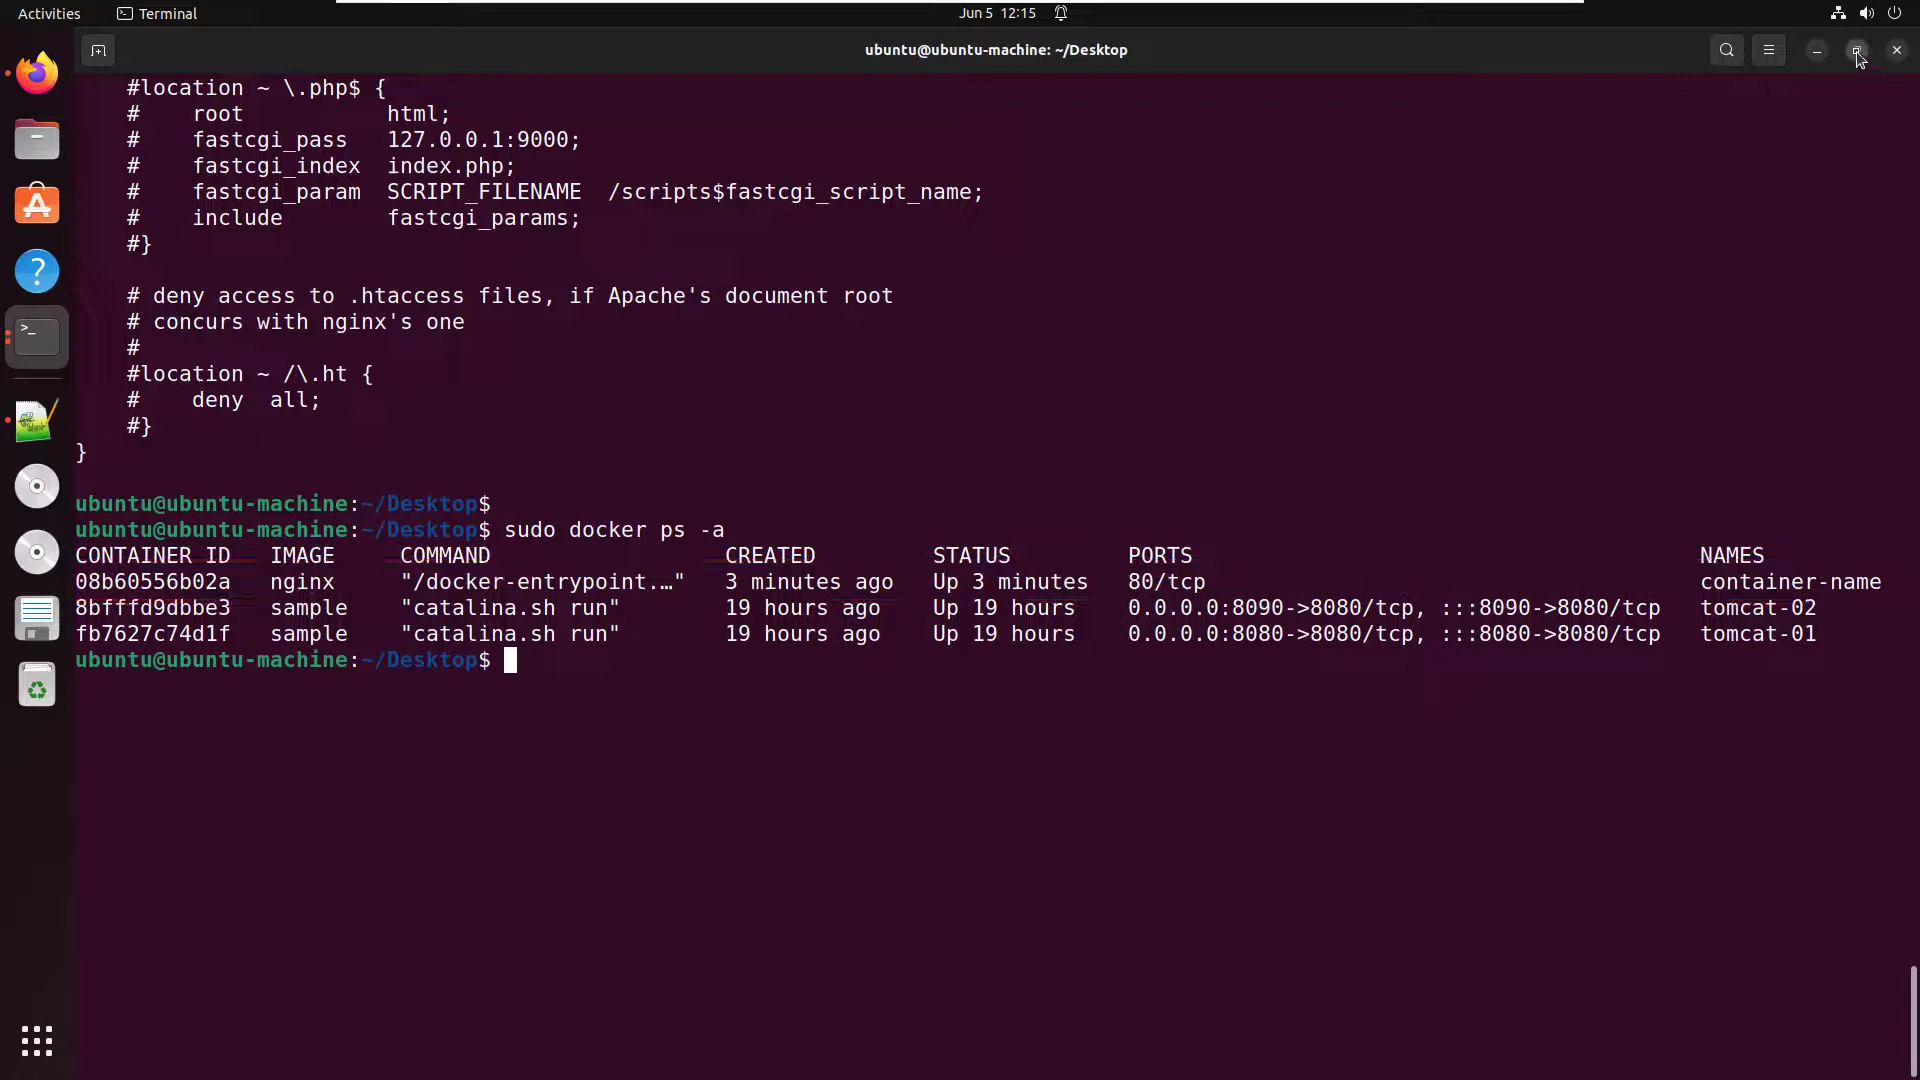 Activities Terminal Jun 5 12:15
ubuntu@ubuntu-machine: ~/Desktop
#location ~ \.php$ {
#    root           html;
#    fastcgi_pass   127.0.0.1:9000;
#    fastcgi_index  index.php;
#    fastcgi_param  SCRIPT_FILENAME  /scripts$fastcgi_script_name;
#    include        fastcgi_params;
#}
# deny access to .htaccess files, if Apache's document root
# concurs with nginx's one
#
#location ~ /\.ht {
#    deny  all;
#}
}
ubuntu@ubuntu-machine:~/Desktop$
ubuntu@ubuntu-machine:~/Desktop$ sudo docker ps -a
CONTAINER ID   IMAGE     COMMAND                  CREATED         STATUS         PORTS                                         NAMES
08b60556b02a   nginx     "/docker-entrypoint.…"   3 minutes ago   Up 3 minutes   80/tcp                                        container-name
8bfffd9dbbe3   sample    "catalina.sh run"        19 hours ago    Up 19 hours    0.0.0.0:8090->8080/tcp, :::8090->8080/tcp   tomcat-02
fb7627c74d1f   sample    "catalina.sh run"        19 hours ago    Up 19 hours    0.0.0.0:8080->8080/tcp, :::8080->8080/tcp   tomcat-01
ubuntu@ubuntu-machine:~/Desktop$